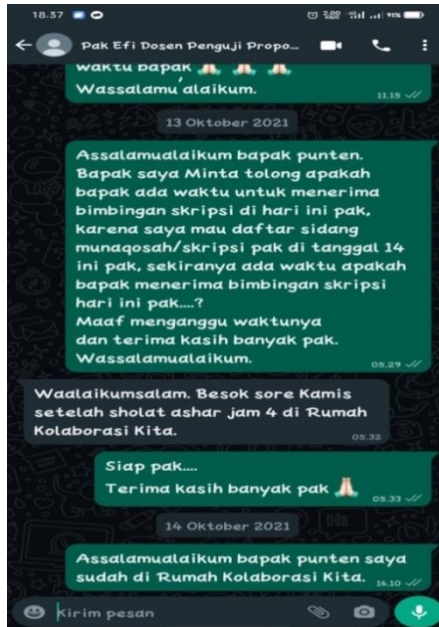 18.37
91%
Pak Efi Dosen Penguji Propo...
waktu bapak 🙏🏻 🙏🏻 🙏🏻
Wassalamu'alaikum.
11.15
13 Oktober 2021
Assalamualaikum bapak punten.
Bapak saya Minta tolong apakah
bapak ada waktu untuk menerima
bimbingan skripsi di hari ini pak,
karena saya mau daftar sidang
munaqosah/skripsi pak di tanggal 14
ini pak, sekiranya ada waktu apakah
bapak menerima bimbingan skripsi
hari ini pak....?
Maaf menganggu waktunya
dan terima kasih banyak pak.
Wassalamualaikum.
05.29
Waalaikumsalam. Besok sore Kamis
setelah sholat ashar jam 4 di Rumah
Kolaborasi Kita.
05.32
Siap pak....
Terima kasih banyak pak 🙏🏻
05.33
14 Oktober 2021
Assalamualaikum bapak punten saya
sudah di Rumah Kolaborasi Kita.
16.10
Kirim pesan